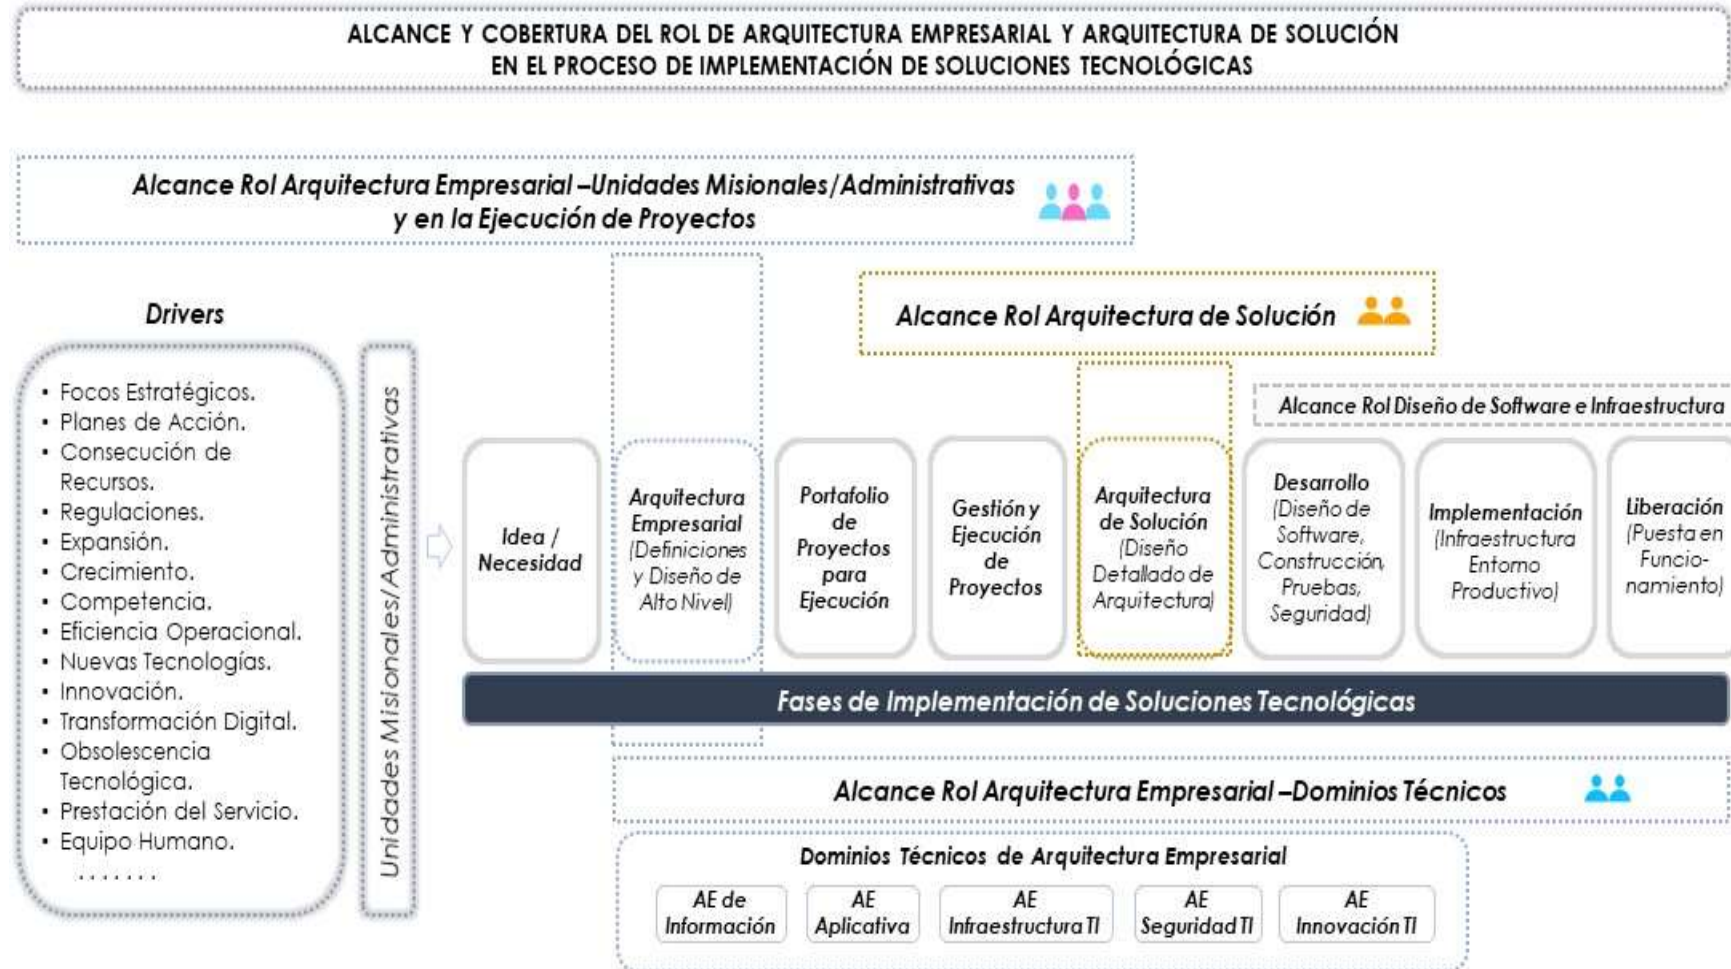 ALCANCE Y COBERTURA DEL ROL DE ARQUITECTURA EMPRESARIAL Y ARQUITECTURA DE SOLUCIÓN
EN EL PROCESO DE IMPLEMENTACIÓN DE SOLUCIONES TECNOLÓGICAS
Alcance Rol Arquitectura Empresarial –Unidades Misionales/Administrativas
y en la Ejecución de Proyectos
Alcance Rol Arquitectura de Solución
Alcance Rol Diseño de Software e Infraestructura
Drivers
• Focos Estratégicos.
• Planes de Acción.
• Consecución de
Recursos.
• Regulaciones.
• Expansión.
• Crecimiento.
• Competencia.
• Eficiencia Operacional.
• Nuevas Tecnologías.
• Innovación.
• Transformación Digital.
• Obsolescencia
Tecnológica.
• Prestación del Servicio.
• Equipo Humano.
. . . . . . .
Unidades Misionales/Administrativas
Idea /
Necesidad
Arquitectura
Empresarial
(Definiciones
y Diseño de
Alto Nivel)
Portafolio
de
Proyectos
para
Ejecución
Gestión y
Ejecución
de
Proyectos
Arquitectura
de Solución
(Diseño
Detallado de
Arquitectura)
Desarrollo
(Diseño de
Software,
Construcción,
Pruebas,
Seguridad)
Implementación
(Infraestructura
Entorno
Productivo)
Liberación
(Puesta en
Funcio-
namiento)
Fases de Implementación de Soluciones Tecnológicas
Alcance Rol Arquitectura Empresarial –Dominios Técnicos
Dominios Técnicos de Arquitectura Empresarial
AE de
Información
AE
Aplicativa
AE
Infraestructura TI
AE
Seguridad TI
AE
Innovación TI